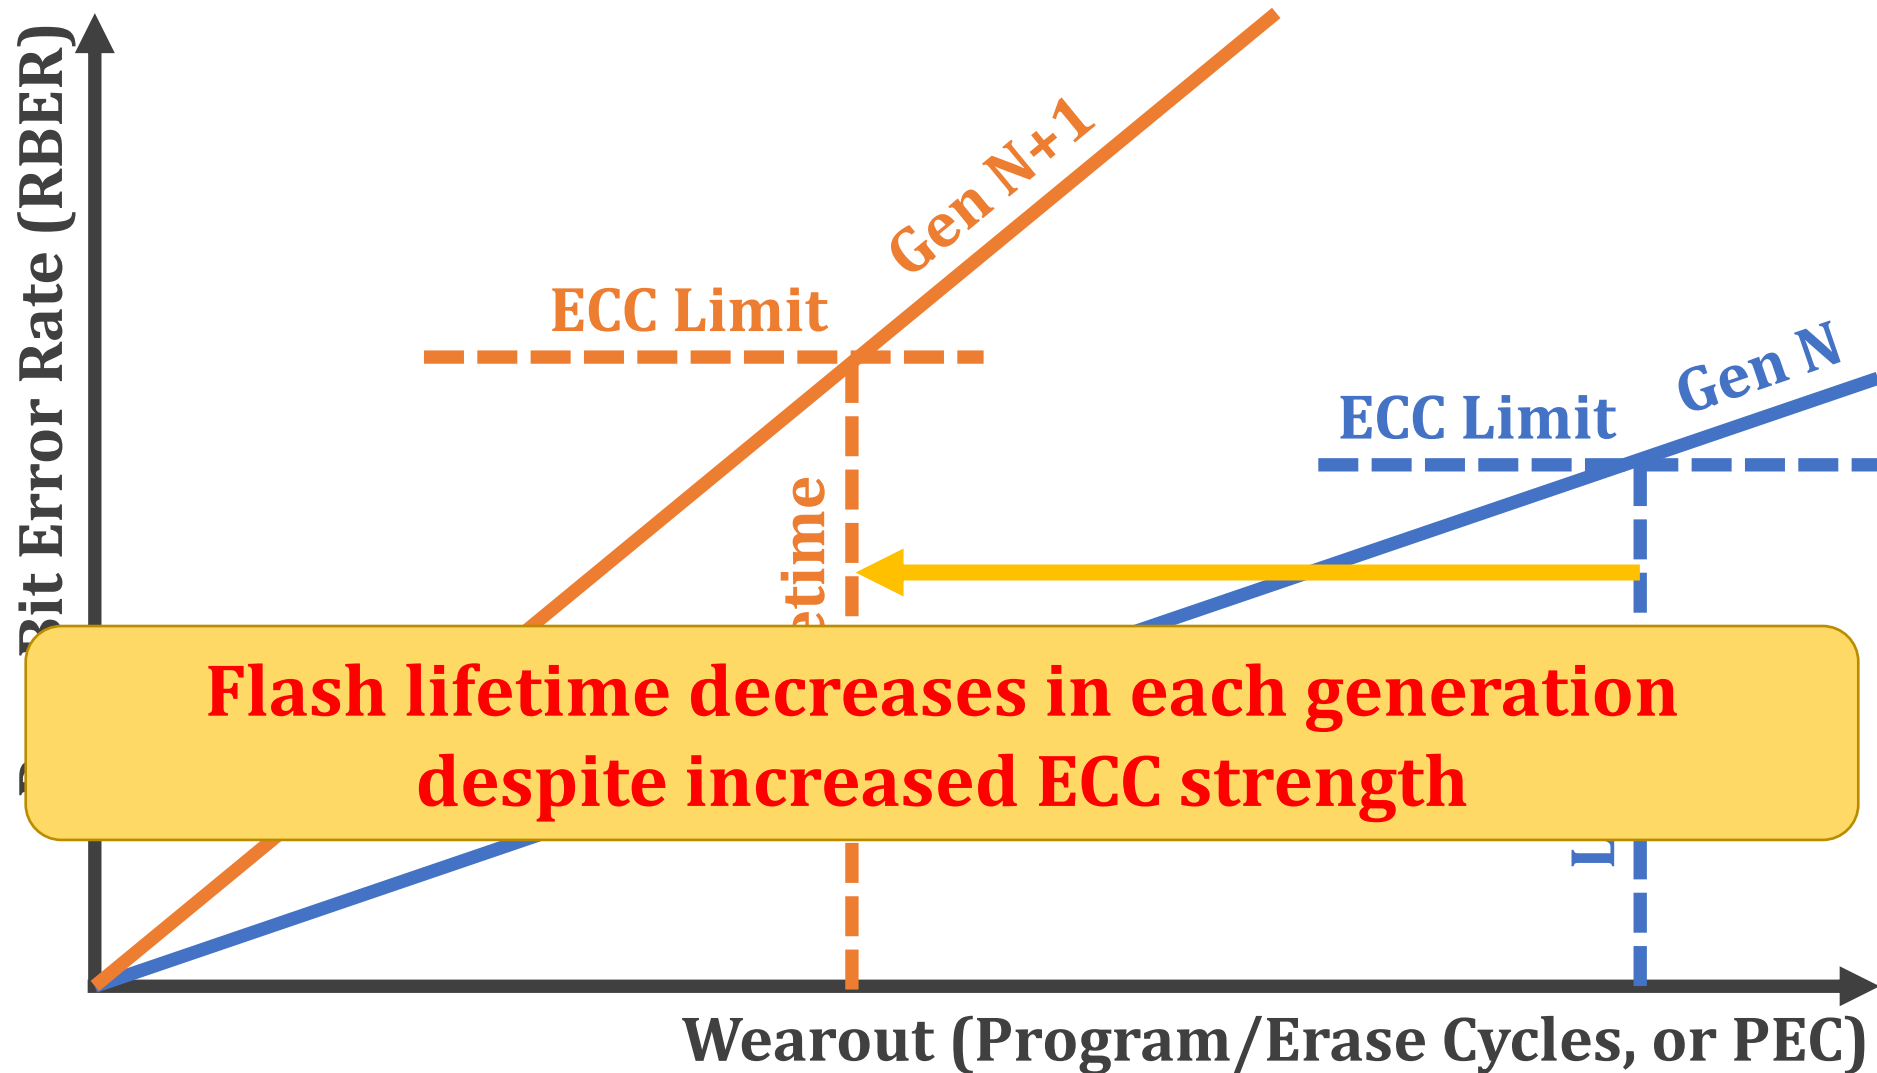 Bit Error Rate (RBER)
Gen N+1
ECC Limit
Gen N
ECC Limit
Flash lifetime decreases in each generation
despite increased ECC strength
Wearout (Program/Erase Cycles, or PEC)